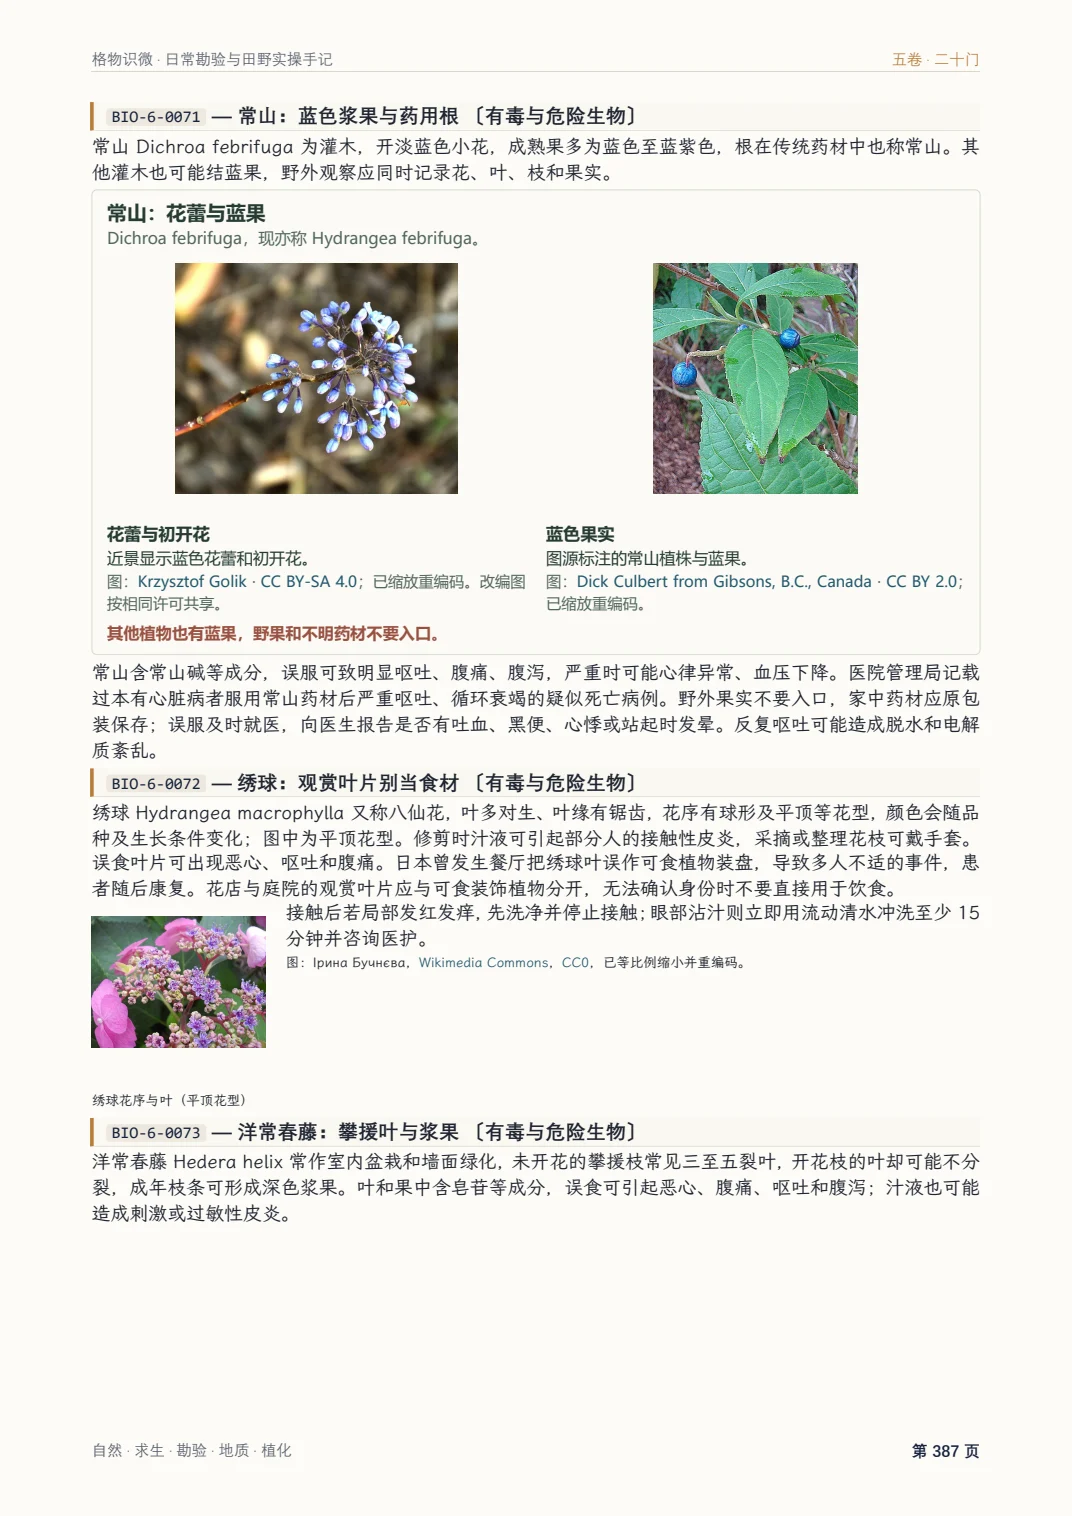 格物识微 · 日常勘验与田野实操手记
五卷 · 二十门
BIO-6-0071 — 常山：蓝色浆果与药用根 〔有毒与危险生物〕
常山 Dichroa febrifuga 为灌木，开淡蓝色小花，成熟果多为蓝色至蓝紫色，根在传统药材中也称常山。其
他灌木也可能结蓝果，野外观察应同时记录花、叶、枝和果实。
常山：花蕾与蓝果
Dichroa febrifuga，现亦称 Hydrangea febrifuga。
花蕾与初开花
近景显示蓝色花蕾和初开花。
图：Krzysztof Golik · CC BY-SA 4.0；已缩放重编码。改编图
按相同许可共享。
蓝色果实
图源标注的常山植株与蓝果。
图：Dick Culbert from Gibsons, B.C., Canada · CC BY 2.0；
已缩放重编码。
其他植物也有蓝果，野果和不明药材不要入口。
常山含常山碱等成分，误服可致明显呕吐、腹痛、腹泻，严重时可能心律异常、血压下降。医院管理局记载
过本有心脏病者服用常山药材后严重呕吐、循环衰竭的疑似死亡病例。野外果实不要入口，家中药材应原包
装保存；误服及时就医，向医生报告是否有吐血、黑便、心悸或站起时发晕。反复呕吐可能造成脱水和电解
质紊乱。
BIO-6-0072 — 绣球：观赏叶片别当食材 〔有毒与危险生物〕
绣球 Hydrangea macrophylla 又称八仙花，叶多对生、叶缘有锯齿，花序有球形及平顶等花型，颜色会随品
种及生长条件变化；图中为平顶花型。修剪时汁液可引起部分人的接触性皮炎，采摘或整理花枝可戴手套。
误食叶片可出现恶心、呕吐和腹痛。日本曾发生餐厅把绣球叶误作可食植物装盘，导致多人不适的事件，患
者随后康复。花店与庭院的观赏叶片应与可食装饰植物分开，无法确认身份时不要直接用于饮食。
接触后若局部发红发痒，先洗净并停止接触；眼部沾汁则立即用流动清水冲洗至少 15
分钟并咨询医护。
图：Ірина Бучнєва，Wikimedia Commons，CC0，已等比例缩小并重编码。
绣球花序与叶（平顶花型）
BIO-6-0073 — 洋常春藤：攀援叶与浆果 〔有毒与危险生物〕
洋常春藤 Hedera helix 常作室内盆栽和墙面绿化，未开花的攀援枝常见三至五裂叶，开花枝的叶却可能不分
裂，成年枝条可形成深色浆果。叶和果中含皂苷等成分，误食可引起恶心、腹痛、呕吐和腹泻；汁液也可能
造成刺激或过敏性皮炎。
自然 · 求生 · 勘验 · 地质 · 植化
第 387 页